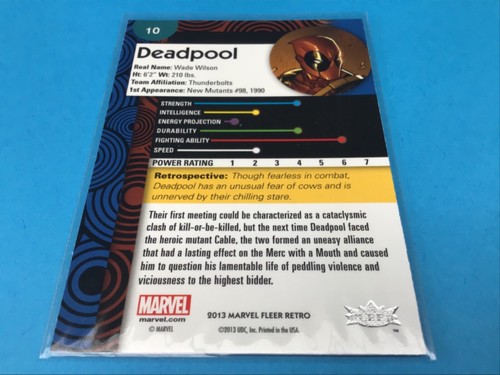 10
Deadpool
Real Name: Wade Wilson
Ht: 6'2" Wt: 210 lbs.
Team Affiliation: Thunderbolts
1st Appearance: New Mutants #98, 1990
STRENGTH
INTELLIGENCE
ENERGY PROJECTION
DURABILITY
FIGHTING ABILITY
SPEED
POWER RATING 1 2 3 4 5 6 7
Retrospective: Though fearless in combat,
Deadpool has an unusual fear of cows and is
unnerved by their chilling stare.
Their first meeting could be characterized as a cataclysmic
clash of kill-or-be-killed, but the next time Deadpool faced
the heroic mutant Cable, the two formed an uneasy alliance
that had a lasting effect on the Merc with a Mouth and caused
him to question his lamentable life of peddling violence and
viciousness to the highest bidder.
MARVEL
marvel.com
© MARVEL
2013 MARVEL FLEER RETRO
©2013 UDC, Inc. Printed in the USA.
FLEER